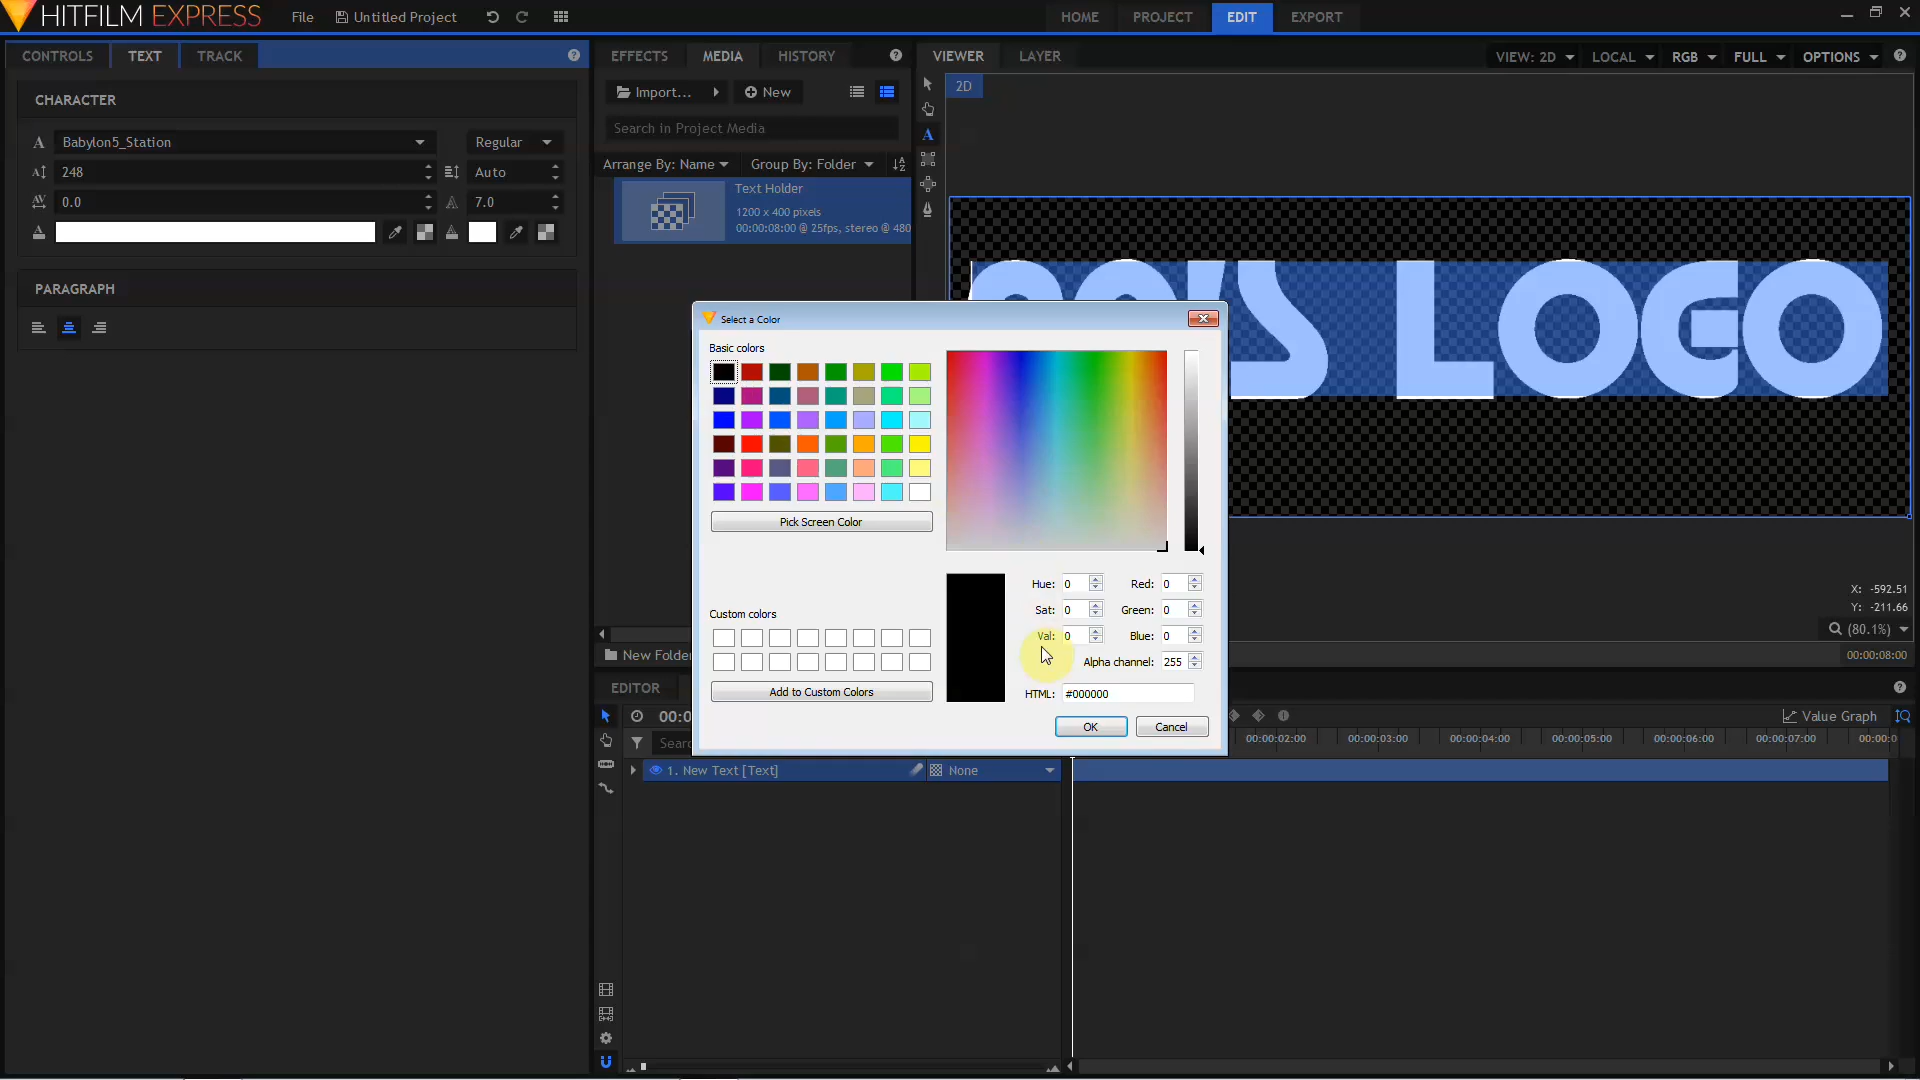 HITFILM EXPRESS
File
Untitled Project
HOME
PROJECT
EDIT
EXPORT
CONTROLS
TEXT
TRACK
EFFECTS
MEDIA
HISTORY
VIEWER
LAYER
VIEW: 2D
LOCAL
RGB
FULL
OPTIONS
CHARACTER
Babylon5_Station
Regular
248
Auto
0.0
7.0
PARAGRAPH
Import...
New
Search in Project Media
Arrange By: Name
Group By: Folder
Text Holder
1200 x 400 pixels
00:00:08:00 @ 25fps, stereo @ 480
2D
LOGO
Select a Color
Basic colors
Pick Screen Color
Custom colors
Add to Custom Colors
Hue: 0
Red: 0
Sat: 0
Green: 0
Val: 0
Blue: 0
Alpha channel: 255
HTML: #000000
OK
Cancel
X: -592.51
Y: -211.66
(80.1%)
New Folder
00:00:08:00
EDITOR
00:0
Value Graph
Searc
00:00:02:00
00:00:03:00
00:00:04:00
00:00:05:00
00:00:06:00
00:00:07:00
00:00:0
1. New Text [Text]
None